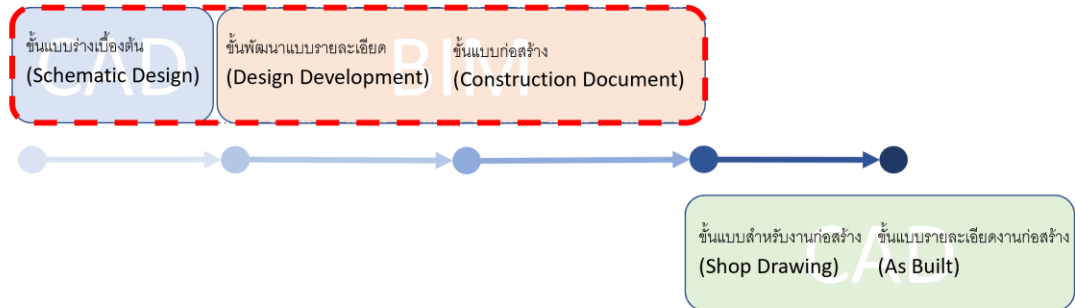 CAD
ขั้นแบบร่างเบื้องต้น
(Schematic Design)
BIM
ขั้นพัฒนาแบบรายละเอียด
(Design Development)
ขั้นแบบก่อสร้าง
(Construction Document)
CAD
ขั้นแบบสำหรับงานก่อสร้าง
(Shop Drawing)
ขั้นแบบรายละเอียดงานก่อสร้าง
(As Built)